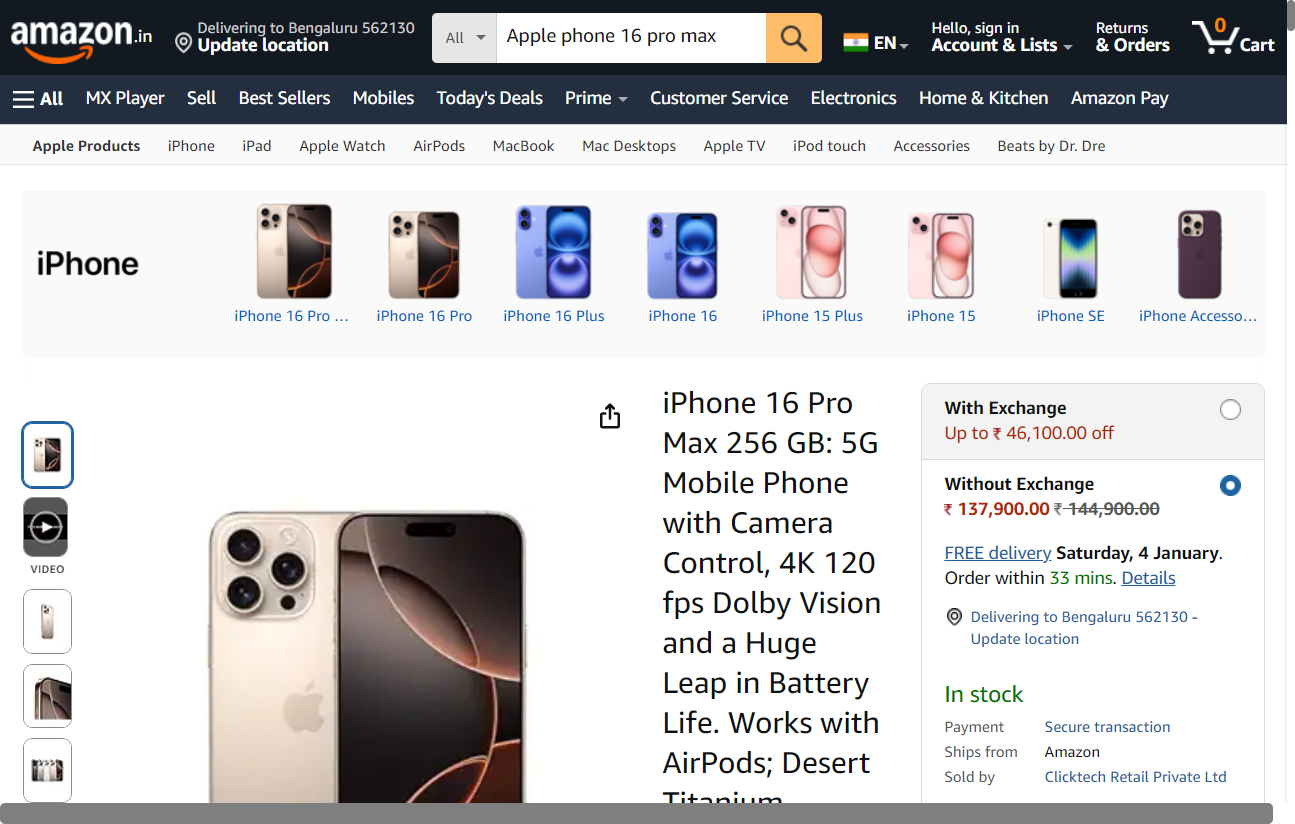 amazon.in
Delivering to Bengaluru 562130
Update location
All
Apple phone 16 pro max
EN
Hello, sign in
Account & Lists
Returns
& Orders
0
Cart
All
MX Player
Sell
Best Sellers
Mobiles
Today's Deals
Prime
Customer Service
Electronics
Home & Kitchen
Amazon Pay
Apple Products
iPhone
iPad
Apple Watch
AirPods
MacBook
Mac Desktops
Apple TV
iPod touch
Accessories
Beats by Dr. Dre
iPhone
iPhone 16 Pro ...
iPhone 16 Pro
iPhone 16 Plus
iPhone 16
iPhone 15 Plus
iPhone 15
iPhone SE
iPhone Accesso...
VIDEO
iPhone 16 Pro
Max 256 GB: 5G
Mobile Phone
with Camera
Control, 4K 120
fps Dolby Vision
and a Huge
Leap in Battery
Life. Works with
AirPods; Desert
Titanium
With Exchange
Up to ₹ 46,100.00 off
Without Exchange
₹ 137,900.00 ₹ 144,900.00
FREE delivery Saturday, 4 January.
Order within 33 mins. Details
Delivering to Bengaluru 562130 -
Update location
In stock
Payment Secure transaction
Ships from Amazon
Sold by Clicktech Retail Private Ltd